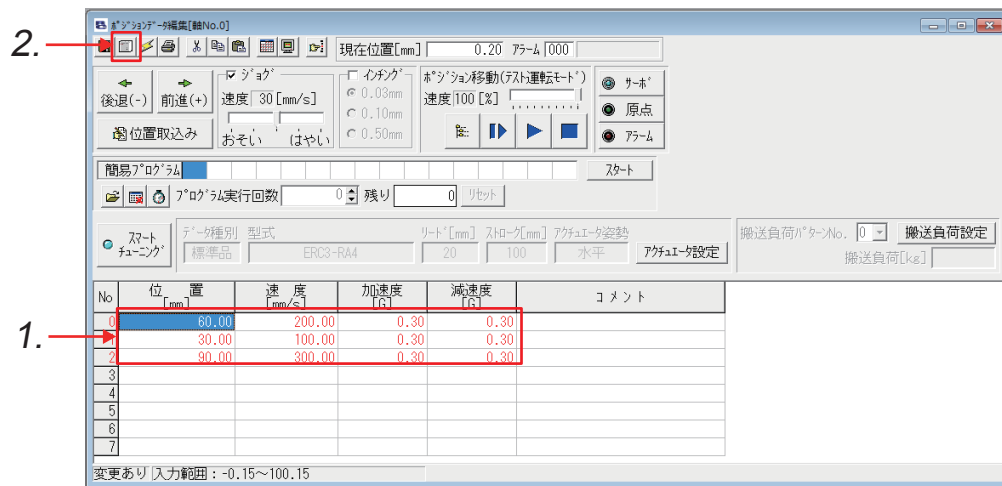 ポジションデータ編集[軸No.0]
2.
現在位置[mm] 0.20 アラーム 000
後退(-) 前進(+) ジョグ 速度 30 [mm/s] おそい はやい
インチング 0.03mm 0.10mm 0.50mm
ポジション移動(テスト運転モード) 速度 100 [%]
サーボ
原点
アラーム
位置取込み
簡易プログラム スタート
プログラム実行回数 0 残り 0 リセット
スマートチューニング
データ種別 型式 リード[mm] ストローク[mm] アクチュエータ姿勢
標準品 ERC3-RA4 20 100 水平 アクチュエータ設定
搬送負荷パターンNo. 0 搬送負荷設定
搬送負荷[kg]
No 位置[mm] 速度[mm/s] 加速度[G] 減速度[G] コメント
1.
0 60.00 200.00 0.30 0.30
1 30.00 100.00 0.30 0.30
2 90.00 300.00 0.30 0.30
3
4
5
6
7
変更あり 入力範囲：-0.15～100.15